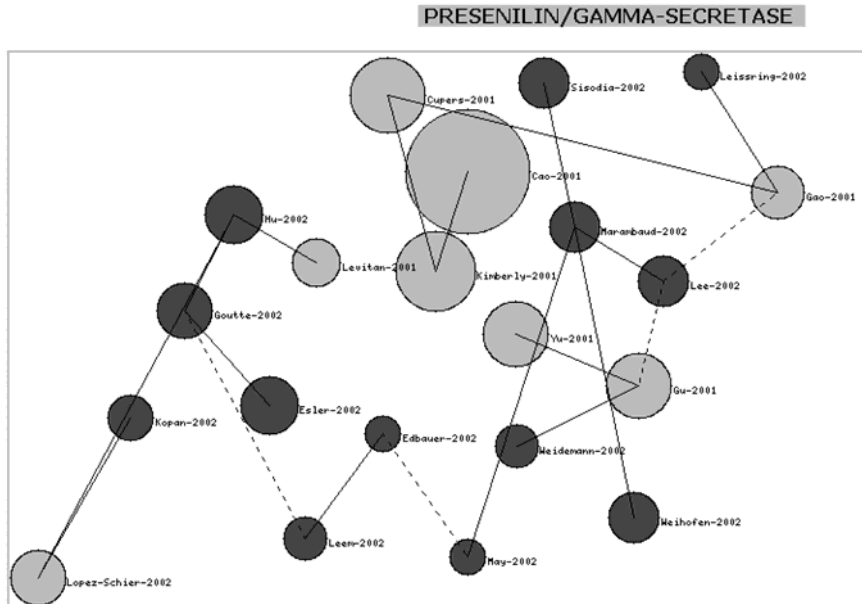 PRESENILIN/GAMMA-SECRETASE
Leissring-2002
Sisodia-2002
Cupers-2001
Cao-2001
Gao-2001
Hu-2002
Marambaud-2002
Levitan-2001
Kimberly-2001
Lee-2002
Goutte-2002
Yu-2001
Gu-2001
Esler-2002
Kopan-2002
Edbauer-2002
Weidemann-2002
Weihofen-2002
Leem-2002
May-2002
Lopez-Schier-2002